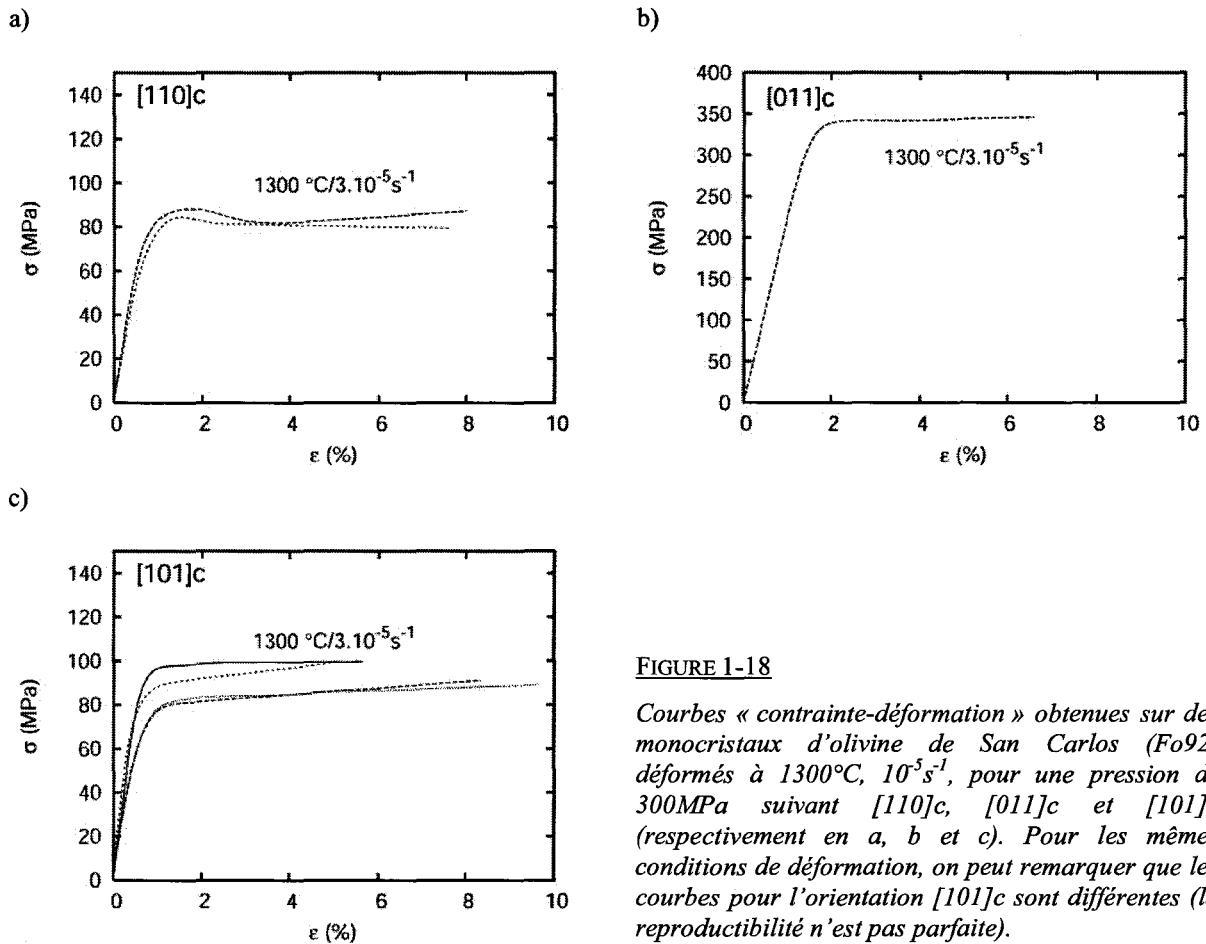 a)
[110]c
1300 °C/3.10⁻⁵s⁻¹
140
120
100
80
60
40
20
0
σ (MPa)
0 2 4 6 8 10
ε (%)
b)
[011]c
1300 °C/3.10⁻⁵s⁻¹
400
350
300
250
200
150
100
50
0
σ (MPa)
0 2 4 6 8 10
ε (%)
c)
[101]c
1300 °C/3.10⁻⁵s⁻¹
140
120
100
80
60
40
20
0
σ (MPa)
0 2 4 6 8 10
ε (%)
FIGURE 1-18
Courbes « contrainte-déformation » obtenues sur de
monocristaux d'olivine de San Carlos (Fo92
déformés à 1300°C, 10⁻⁵s⁻¹, pour une pression d
300MPa suivant [110]c, [011]c et [101]
(respectivement en a, b et c). Pour les même
conditions de déformation, on peut remarquer que le
courbes pour l'orientation [101]c sont différentes (l
reproductibilité n'est pas parfaite).